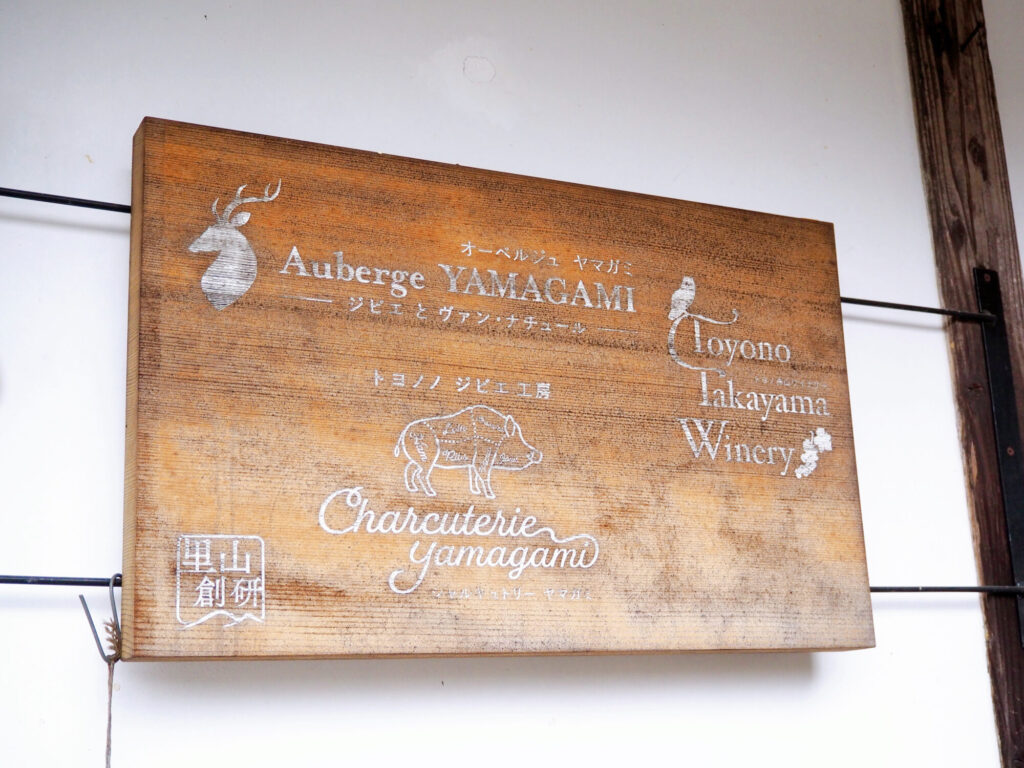 オーベルジュ ヤマガミ
Auberge YAMAGAMI
ジビエ と ヴァン・ナチュール
Toyono
Takayama
Winery
トヨノノ ジビエ工房
Charcuterie
yamagami
シャルキュトリー ヤマガミ
里山
創研